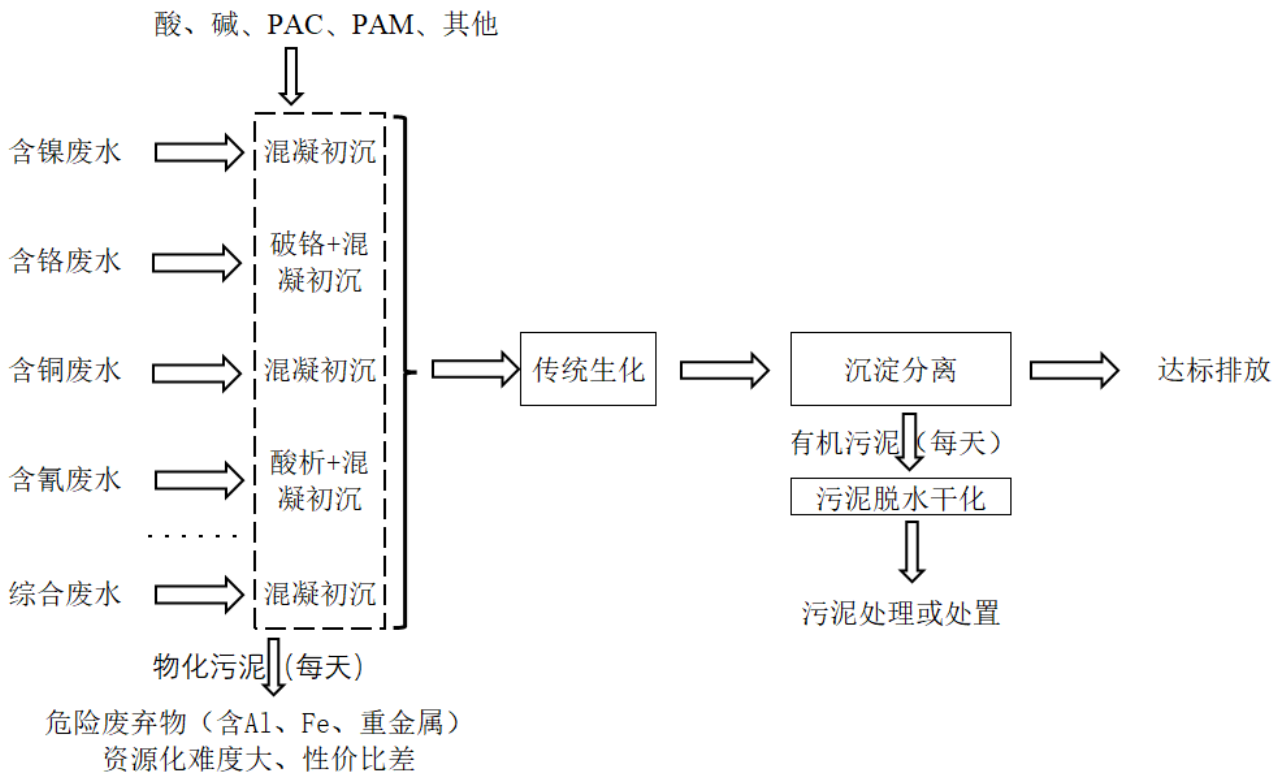 酸、碱、PAC、PAM、其他
含镍废水
混凝初沉
含铬废水
破铬+混
凝初沉
含铜废水
混凝初沉
传统生化
沉淀分离
达标排放
有机污泥（每天）
含氰废水
酸析+混
凝初沉
污泥脱水干化
综合废水
混凝初沉
污泥处理或处置
物化污泥（每天）
危险废弃物（含Al、Fe、重金属）
资源化难度大、性价比差